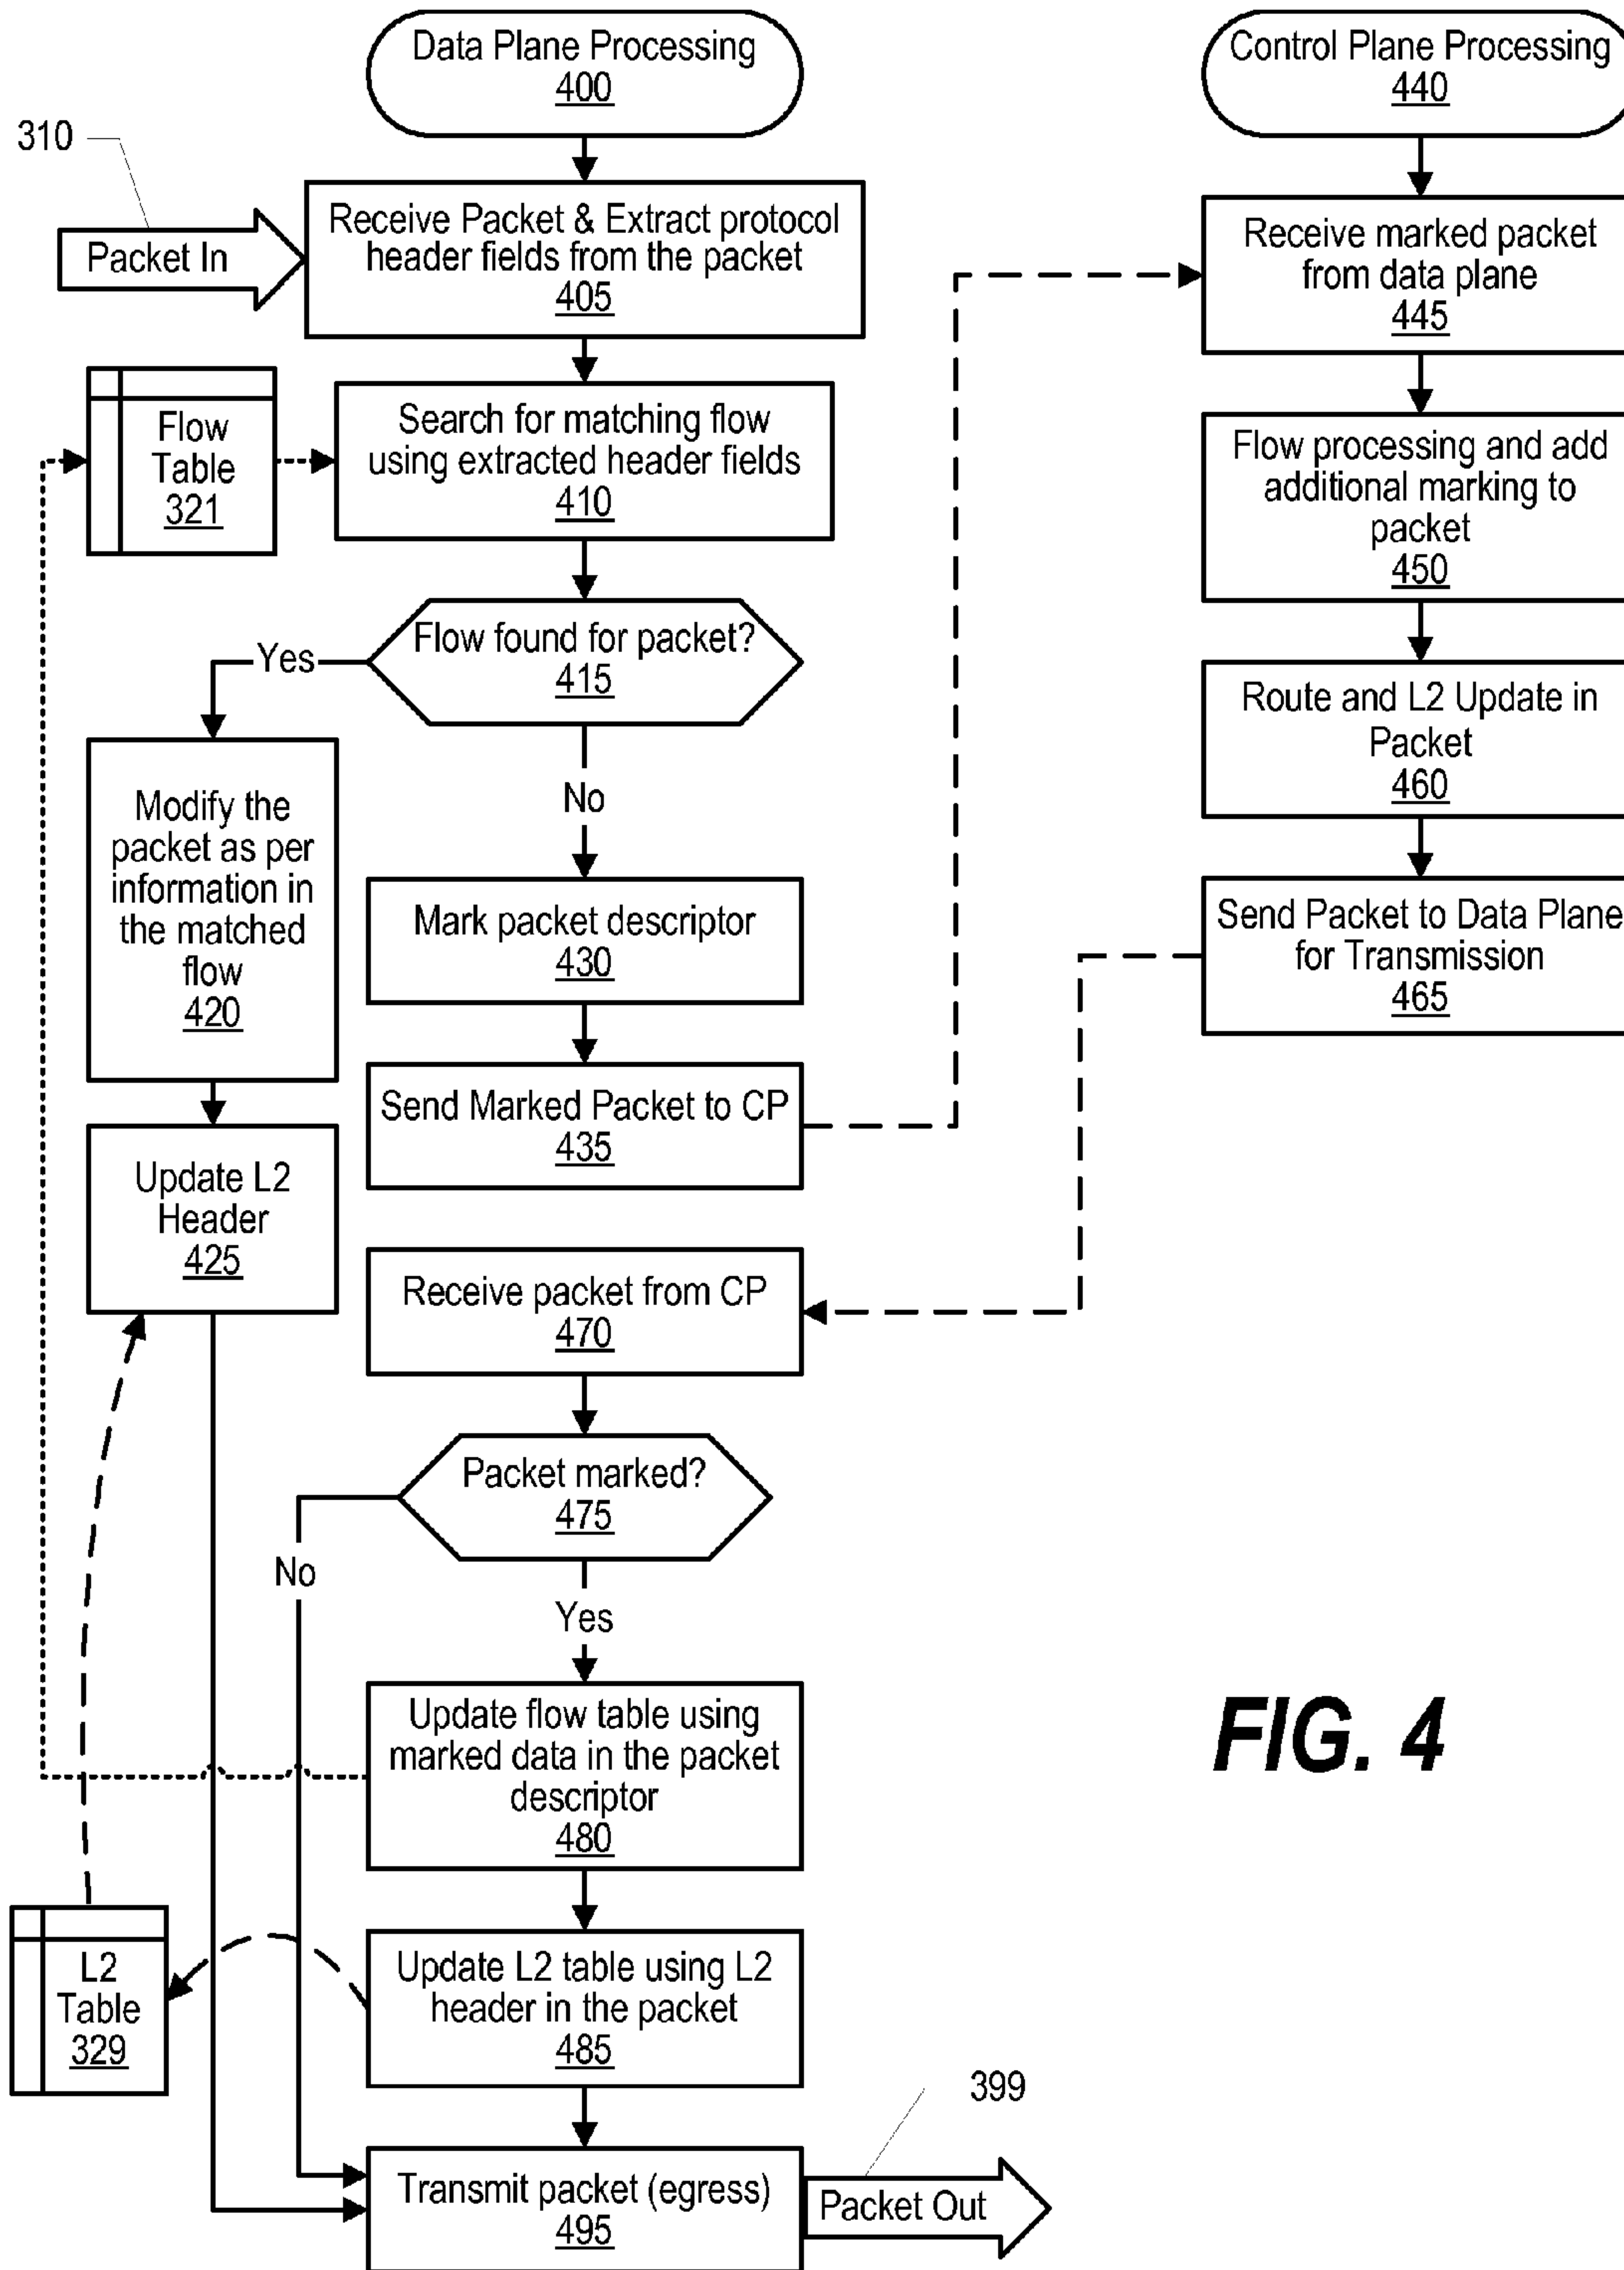 Data Plane Processing
400
310
Packet In
Receive Packet & Extract protocol
header fields from the packet
405
Flow
Table
321
Search for matching flow
using extracted header fields
410
Flow found for packet?
415
Yes
No
Modify the
packet as per
information in
the matched
flow
420
Update L2
Header
425
Mark packet descriptor
430
Send Marked Packet to CP
435
Control Plane Processing
440
Receive marked packet
from data plane
445
Flow processing and add
additional marking to
packet
450
Route and L2 Update in
Packet
460
Send Packet to Data Plane
for Transmission
465
Receive packet from CP
470
Packet marked?
475
No
Yes
Update flow table using
marked data in the packet
descriptor
480
L2
Table
329
Update L2 table using L2
header in the packet
485
Transmit packet (egress)
495
399
Packet Out
FIG. 4